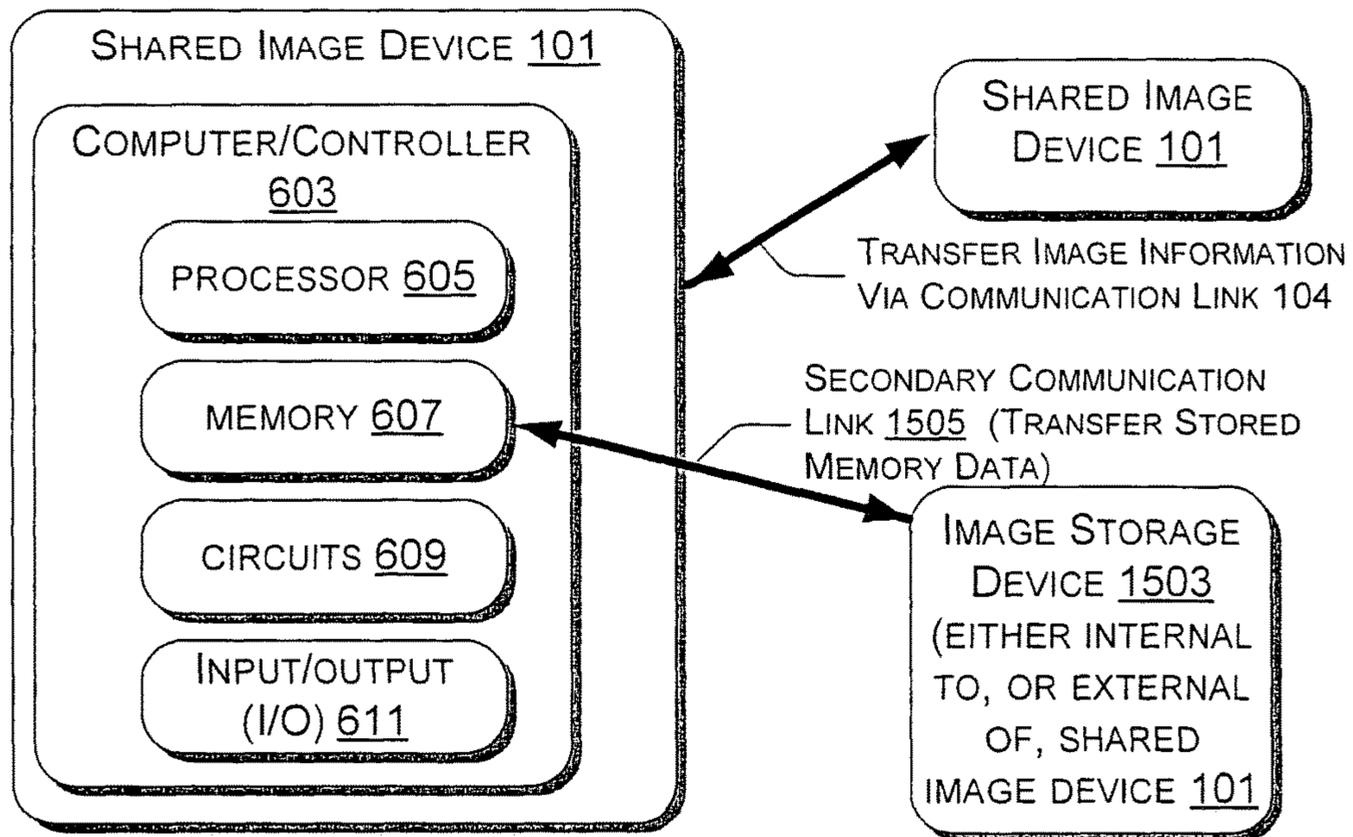 SHARED IMAGE DEVICE 101
COMPUTER/CONTROLLER
603
PROCESSOR 605
MEMORY 607
CIRCUITS 609
INPUT/OUTPUT
(I/O) 611
SHARED IMAGE
DEVICE 101
TRANSFER IMAGE INFORMATION
VIA COMMUNICATION LINK 104
SECONDARY COMMUNICATION
LINK 1505 (TRANSFER STORED
MEMORY DATA)
IMAGE STORAGE
DEVICE 1503
(EITHER INTERNAL
TO, OR EXTERNAL
OF, SHARED
IMAGE DEVICE 101